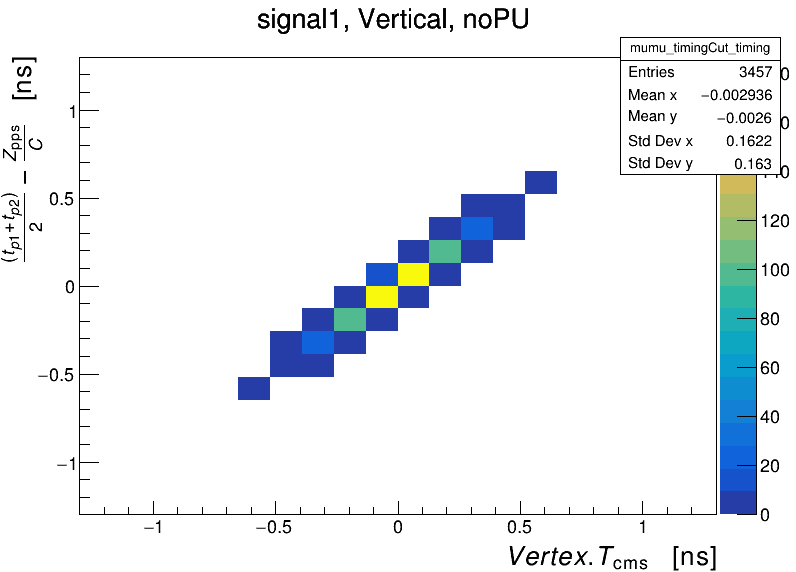 signal1, Vertical, noPU
mumu_timingCut_timing
Entries 3457
Mean x −0.002936
Mean y −0.0026
Std Dev x 0.1622
Std Dev y 0.163
(t_p1+t_p2)/2 − Z_pps/C [ns]
1
0.5
0
−0.5
−1
−1
−0.5
0
0.5
1
Vertex.T_cms [ns]
120
100
80
60
40
20
0